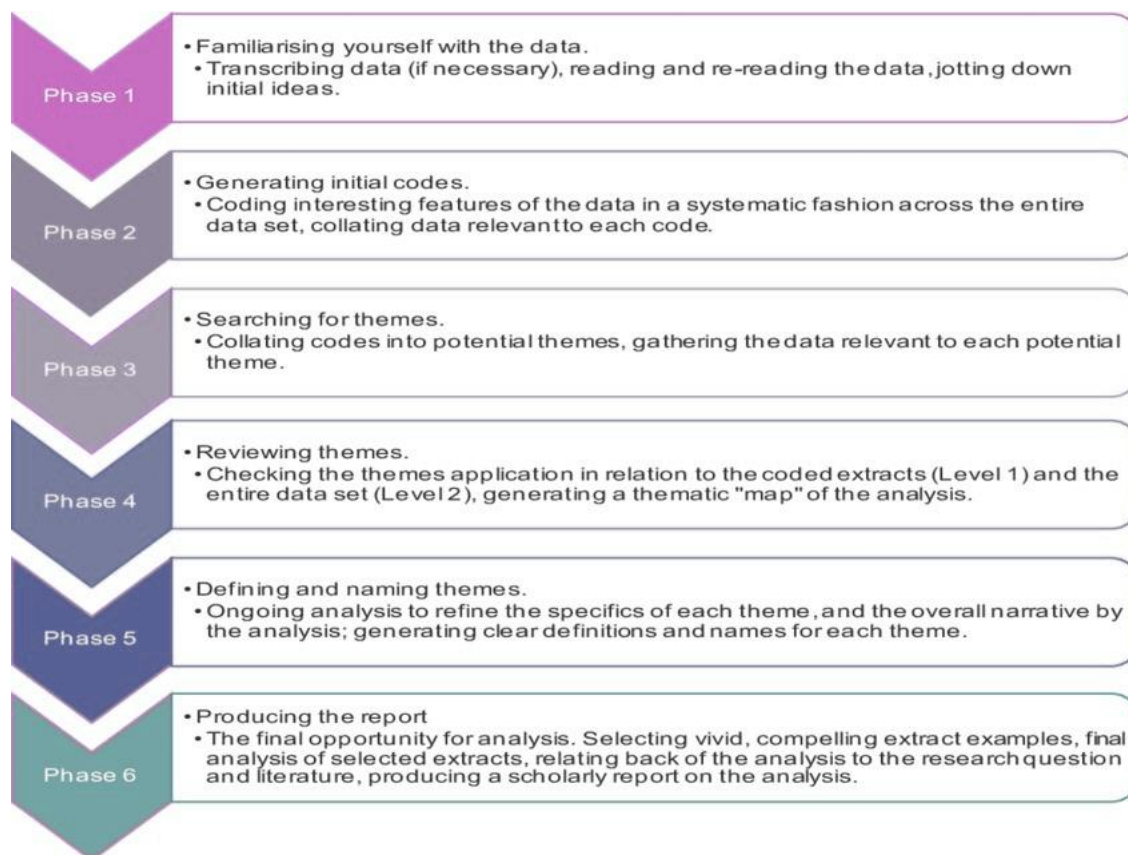 Phase 1
• Familiarising yourself with the data.
• Transcribing data (if necessary), reading and re-reading the data, jotting down
initial ideas.
Phase 2
• Generating initial codes.
• Coding interesting features of the data in a systematic fashion across the entire
data set, collating data relevant to each code.
Phase 3
• Searching for themes.
• Collating codes into potential themes, gathering the data relevant to each potential
theme.
Phase 4
• Reviewing themes.
• Checking the themes application in relation to the coded extracts (Level 1) and the
entire data set (Level 2), generating a thematic "map" of the analysis.
Phase 5
• Defining and naming themes.
• Ongoing analysis to refine the specifics of each theme, and the overall narrative by
the analysis; generating clear definitions and names for each theme.
Phase 6
• Producing the report
• The final opportunity for analysis. Selecting vivid, compelling extract examples, final
analysis of selected extracts, relating back of the analysis to the research question
and literature, producing a scholarly report on the analysis.